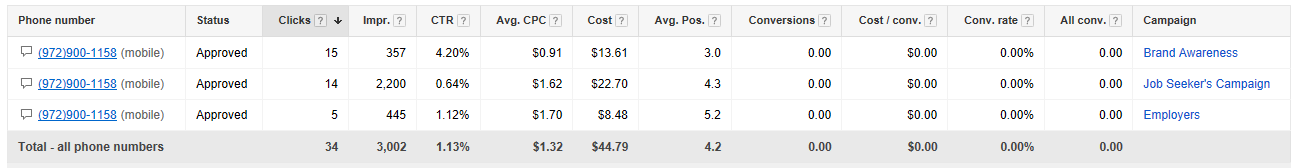 Phone number Status Clicks ? ↓ Impr. ? CTR ? Avg. CPC ? Cost ? Avg. Pos. ? Conversions ? Cost / conv. ? Conv. rate ? All conv. ? Campaign
(972)900-1158 (mobile) Approved 15 357 4.20% $0.91 $13.61 3.0 0.00 $0.00 0.00% 0.00 Brand Awareness
(972)900-1158 (mobile) Approved 14 2,200 0.64% $1.62 $22.70 4.3 0.00 $0.00 0.00% 0.00 Job Seeker's Campaign
(972)900-1158 (mobile) Approved 5 445 1.12% $1.70 $8.48 5.2 0.00 $0.00 0.00% 0.00 Employers
Total - all phone numbers 34 3,002 1.13% $1.32 $44.79 4.2 0.00 $0.00 0.00% 0.00